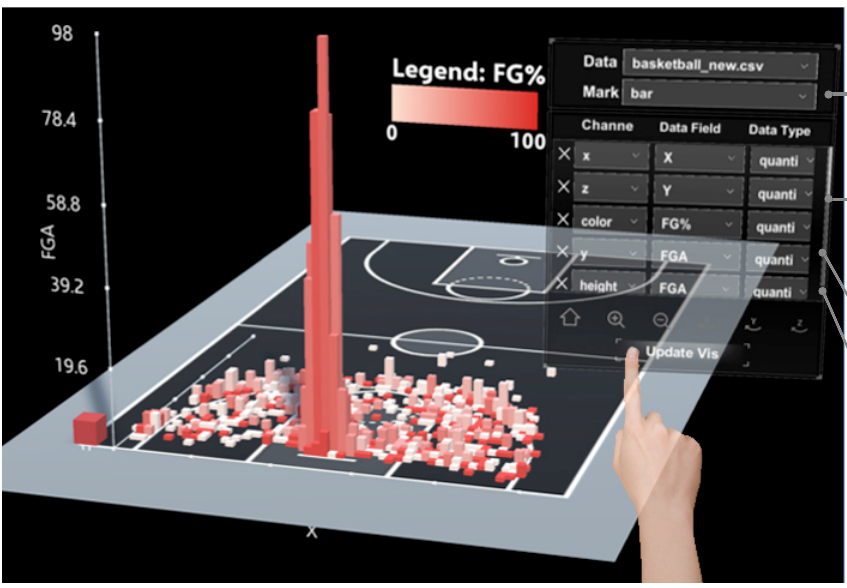 98
78.4
58.8
39.2
19.6
FGA
X
Legend: FG%
0
100
Data basketball_new.csv
Mark bar
Channe Data Field Data Type
x X quanti
z Y quanti
color FG% quanti
y FGA quanti
height FGA quanti
Y Z
Update Vis